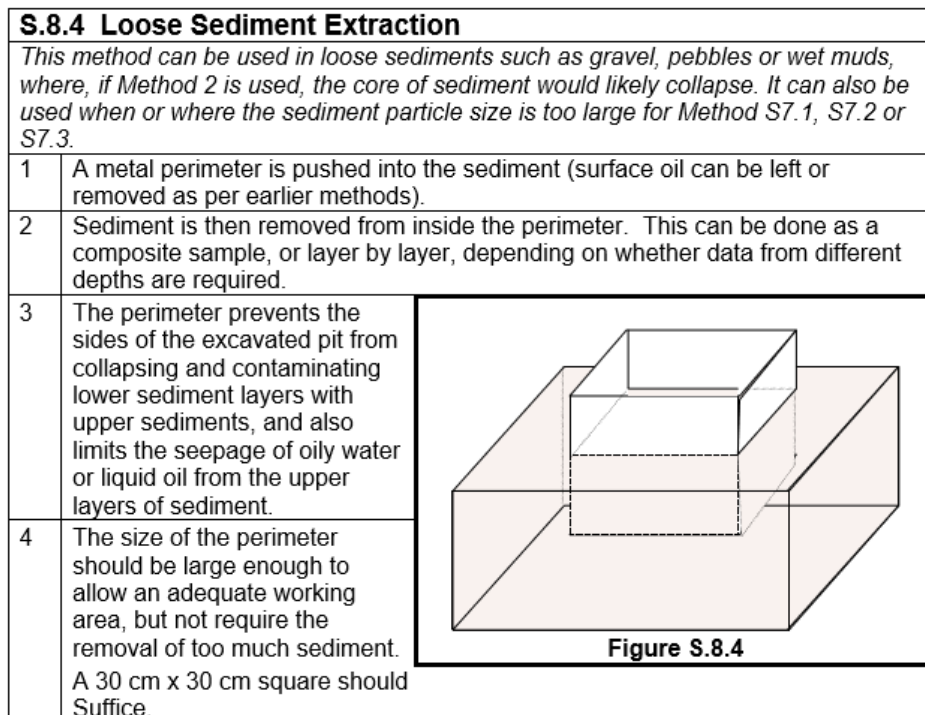 S.8.4 Loose Sediment Extraction
This method can be used in loose sediments such as gravel, pebbles or wet muds,
where, if Method 2 is used, the core of sediment would likely collapse. It can also be
used when or where the sediment particle size is too large for Method S7.1, S7.2 or
S7.3.
1 A metal perimeter is pushed into the sediment (surface oil can be left or
removed as per earlier methods).
2 Sediment is then removed from inside the perimeter. This can be done as a
composite sample, or layer by layer, depending on whether data from different
depths are required.
3 The perimeter prevents the
sides of the excavated pit from
collapsing and contaminating
lower sediment layers with
upper sediments, and also
limits the seepage of oily water
or liquid oil from the upper
layers of sediment.
4 The size of the perimeter
should be large enough to
allow an adequate working
area, but not require the
removal of too much sediment.
A 30 cm x 30 cm square should
Suffice.
Figure S.8.4